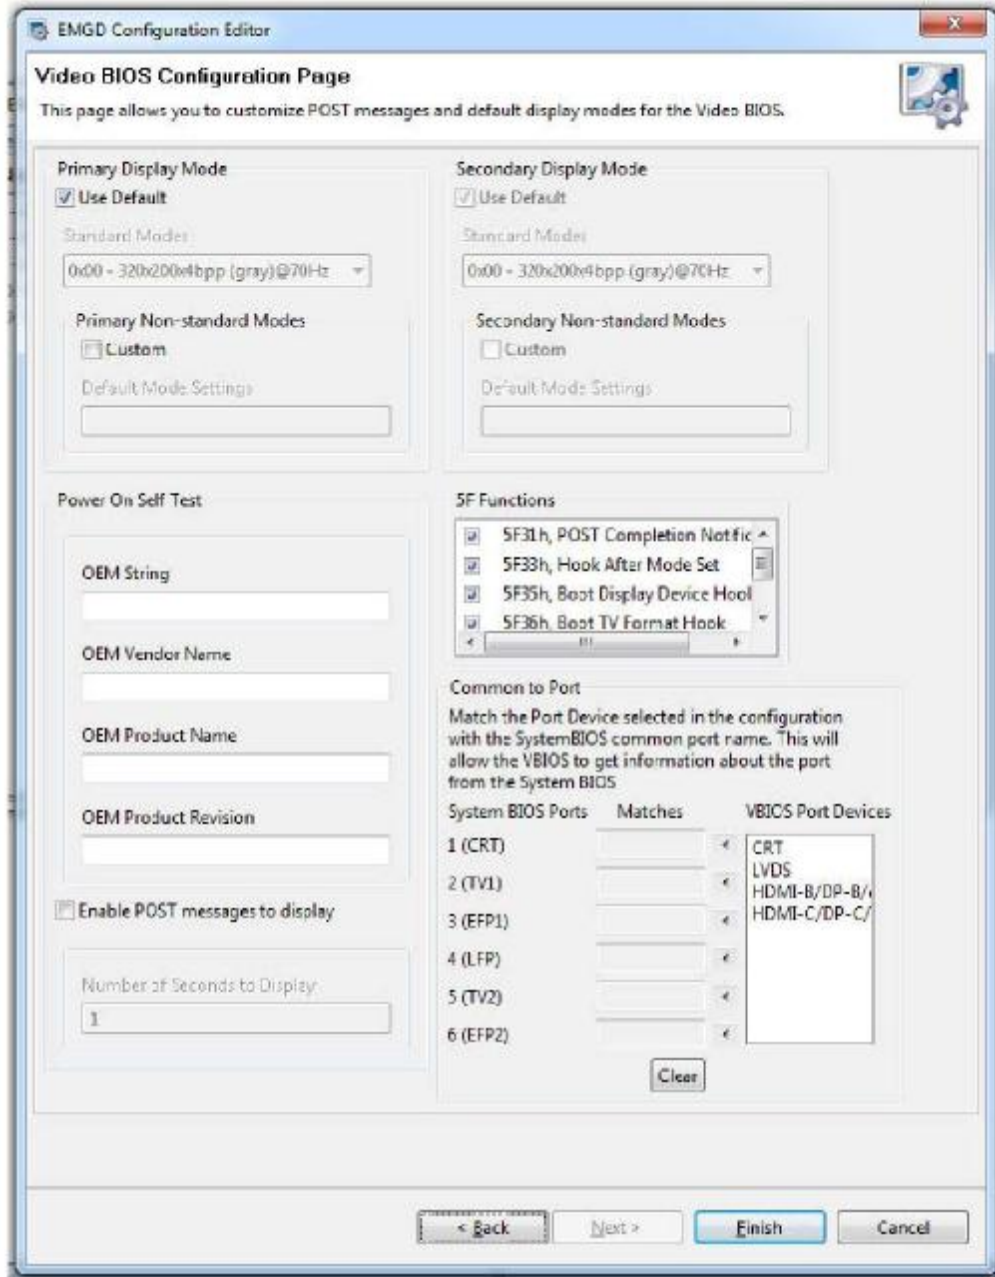 EMGD Configuration Editor
Video BIOS Configuration Page
This page allows you to customize POST messages and default display modes for the Video BIOS.
Primary Display Mode
Use Default
Standard Modes
0x00 - 320x200x4bpp (gray)@70Hz
Primary Non-standard Modes
Custom
Default Mode Settings
Secondary Display Mode
Use Default
Standard Modes
0x00 - 320x200x4bpp (gray)@70Hz
Secondary Non-standard Modes
Custom
Default Mode Settings
Power On Self Test
OEM String
OEM Vendor Name
OEM Product Name
OEM Product Revision
Enable POST messages to display
Number of Seconds to Display:
1
5F Functions
5F31h, POST Completion Notific
5F33h, Hook After Mode Set
5F35h, Boot Display Device Hool
5F36h, Boot TV Format Hook
Common to Port
Match the Port Device selected in the configuration
with the SystemBIOS common port name. This will
allow the VBIOS to get information about the port
from the System BIOS
System BIOS Ports Matches VBIOS Port Devices
1 (CRT)
2 (TV1)
3 (EFP1)
4 (LFP)
5 (TV2)
6 (EFP2)
CRT
LVDS
HDMI-B/DP-B/
HDMI-C/DP-C/
Clear
< Back Next > Finish Cancel